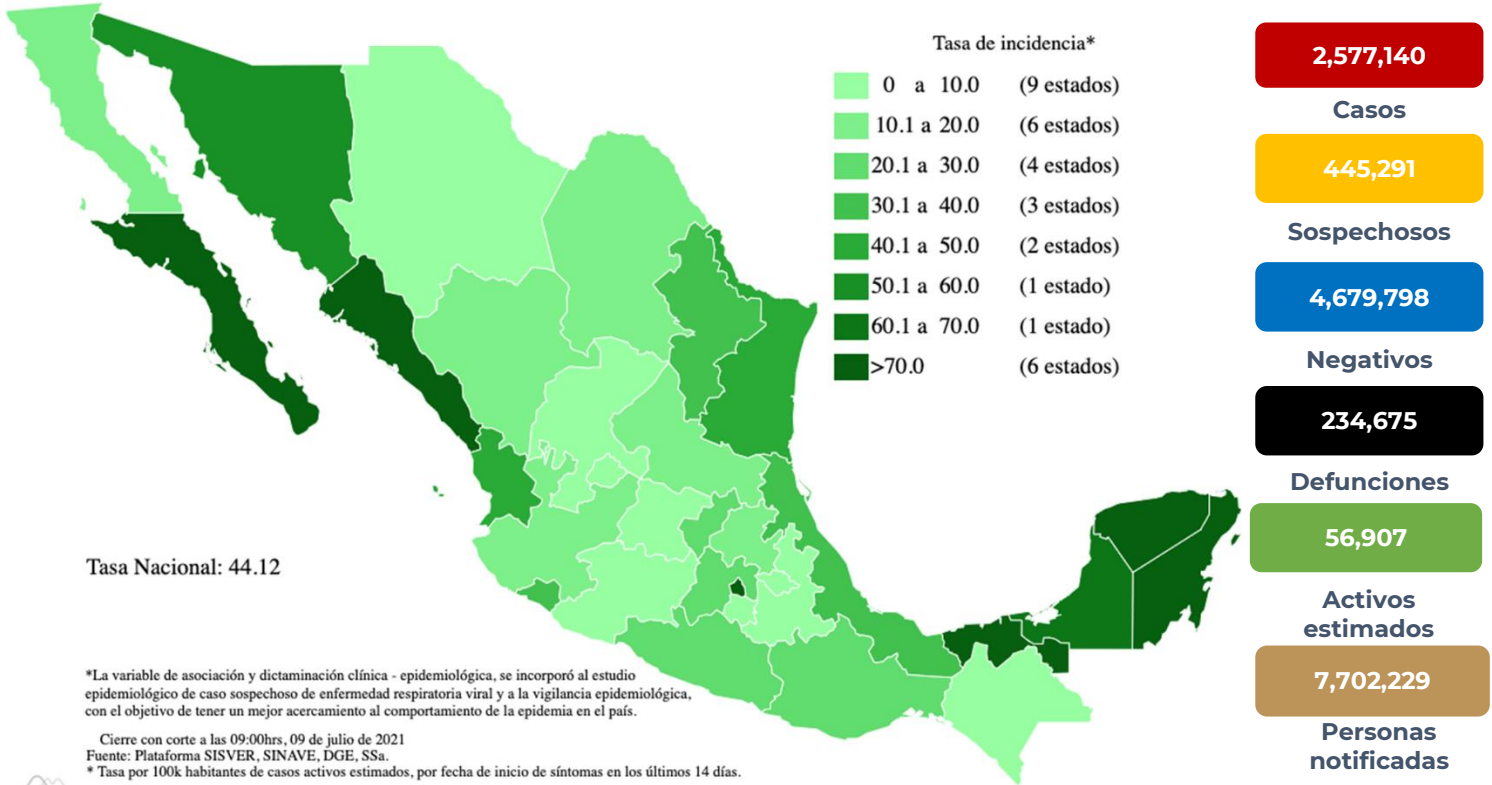 Tasa de incidencia*
0 a 10.0 (9 estados)
10.1 a 20.0 (6 estados)
20.1 a 30.0 (4 estados)
30.1 a 40.0 (3 estados)
40.1 a 50.0 (2 estados)
50.1 a 60.0 (1 estado)
60.1 a 70.0 (1 estado)
>70.0 (6 estados)
Tasa Nacional: 44.12
*La variable de asociación y dictaminación clínica - epidemiológica, se incorporó al estudio
epidemiológico de caso sospechoso de enfermedad respiratoria viral y a la vigilancia epidemiológica,
con el objetivo de tener un mejor acercamiento al comportamiento de la epidemia en el país.
Cierre con corte a las 09:00hrs, 09 de julio de 2021
Fuente: Plataforma SISVER, SINAVE, DGE, SSa.
* Tasa por 100k habitantes de casos activos estimados, por fecha de inicio de síntomas en los últimos 14 días.
2,577,140
Casos
445,291
Sospechosos
4,679,798
Negativos
234,675
Defunciones
56,907
Activos
estimados
7,702,229
Personas
notificadas